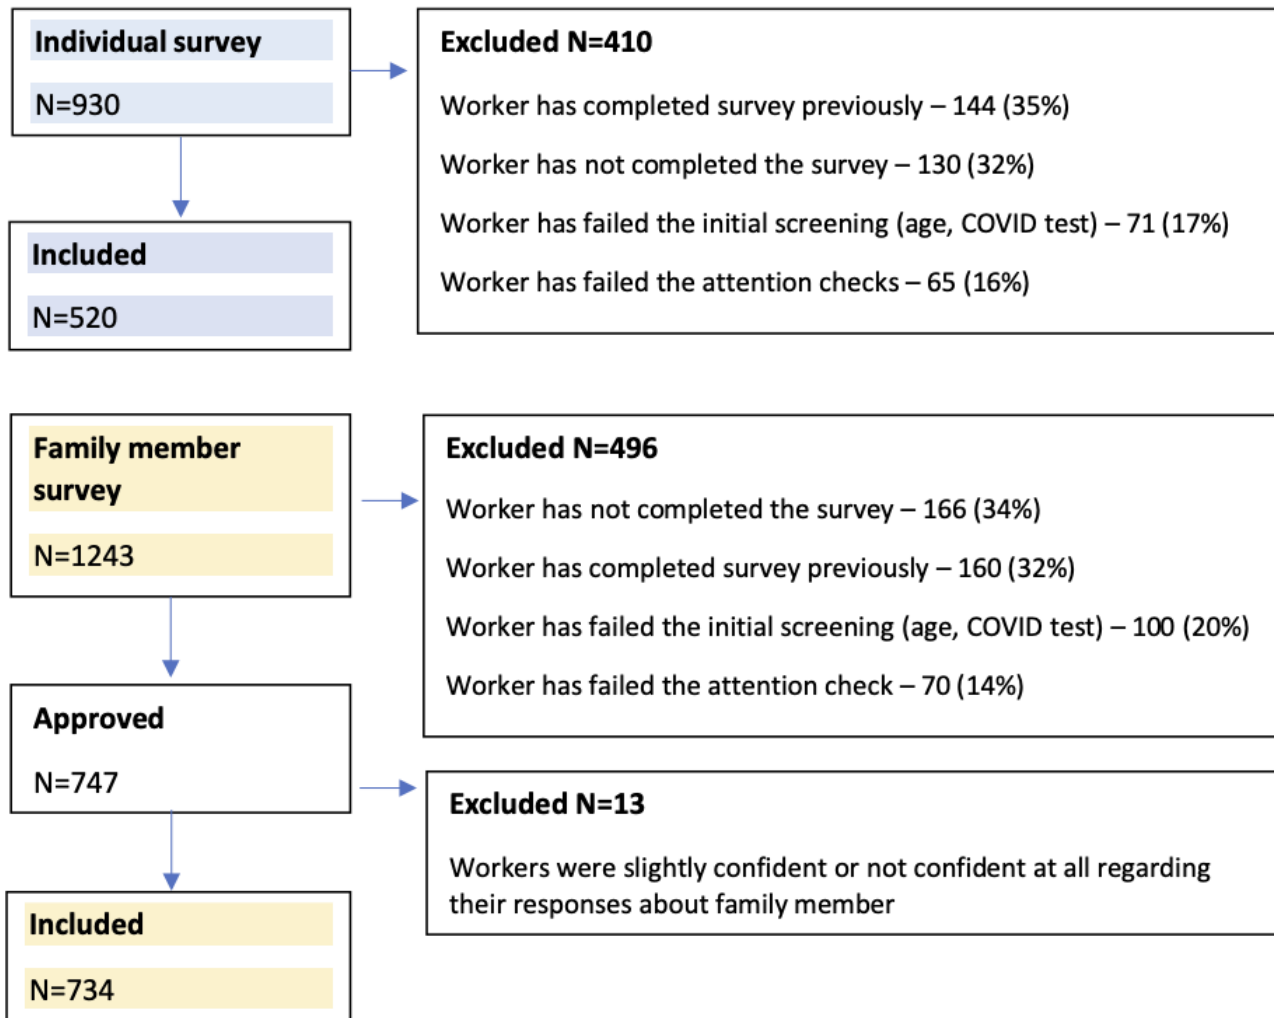 Individual survey
N=930
Excluded N=410
Worker has completed survey previously – 144 (35%)
Worker has not completed the survey – 130 (32%)
Worker has failed the initial screening (age, COVID test) – 71 (17%)
Worker has failed the attention checks – 65 (16%)
Included
N=520
Family member
survey
N=1243
Excluded N=496
Worker has not completed the survey – 166 (34%)
Worker has completed survey previously – 160 (32%)
Worker has failed the initial screening (age, COVID test) – 100 (20%)
Worker has failed the attention check – 70 (14%)
Approved
N=747
Excluded N=13
Workers were slightly confident or not confident at all regarding
their responses about family member
Included
N=734